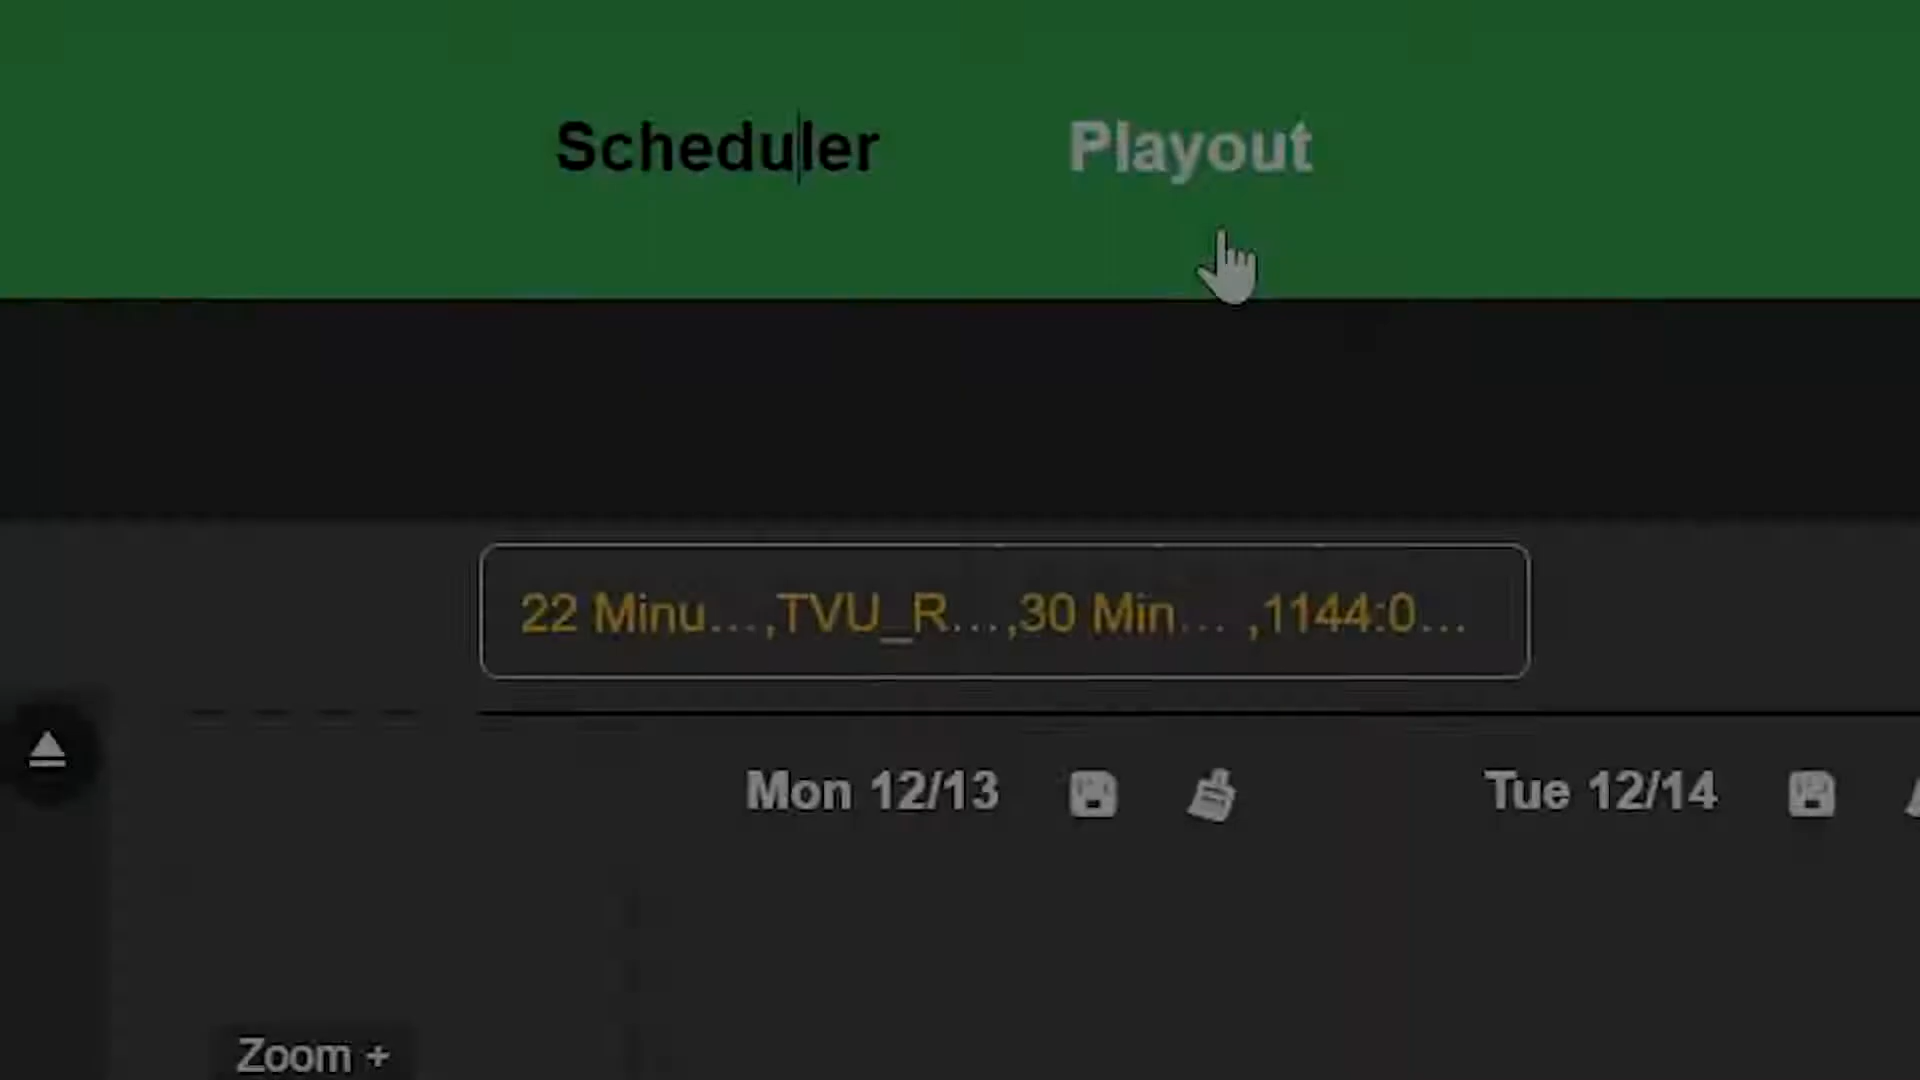 Scheduler Playout
22 Minu...,TVU_R...,30 Min... ,1144:0...
Mon 12/13 Tue 12/14
Zoom +